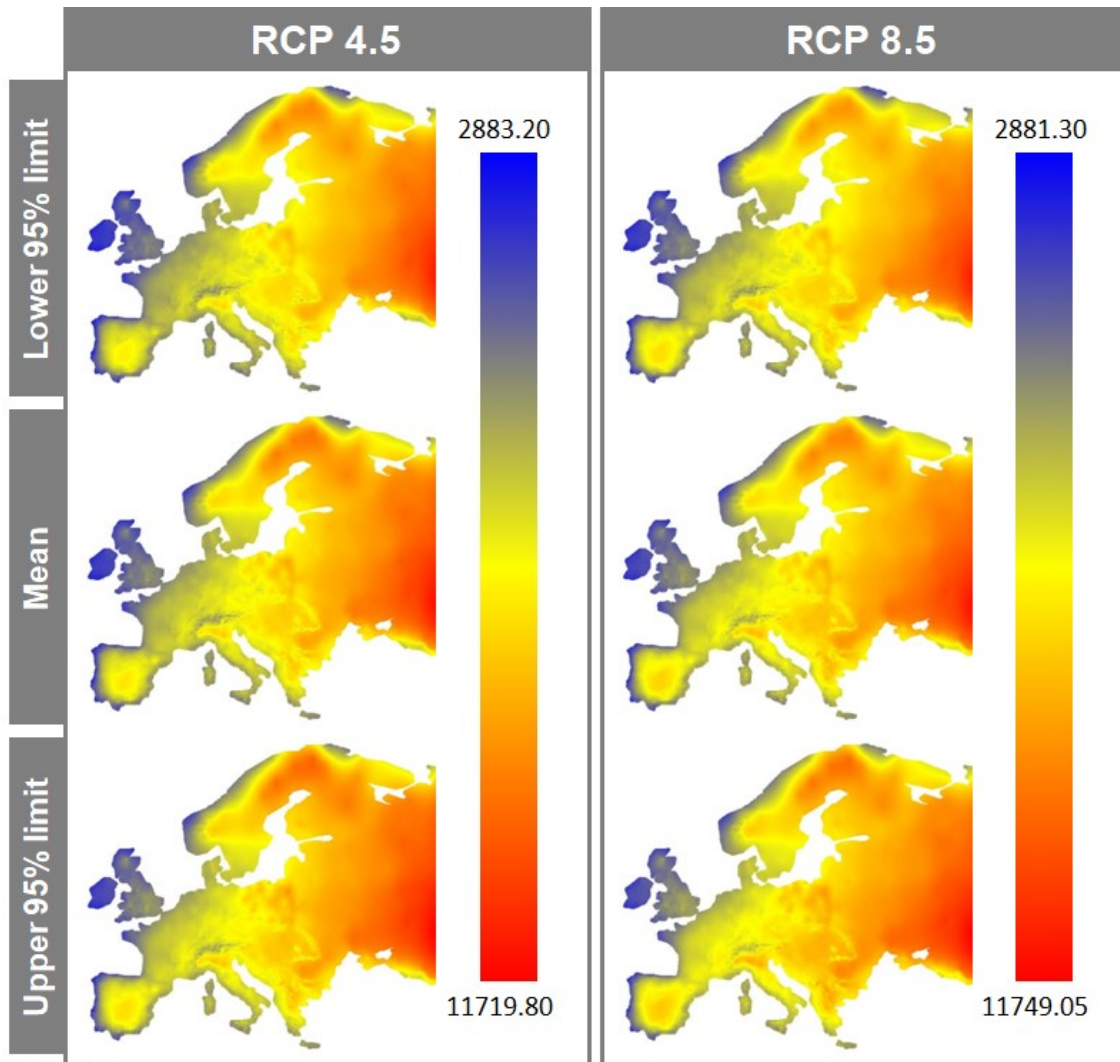 RCP 4.5
RCP 8.5
Lower 95% limit
Mean
Upper 95% limit
2883.20
11719.80
2881.30
11749.05